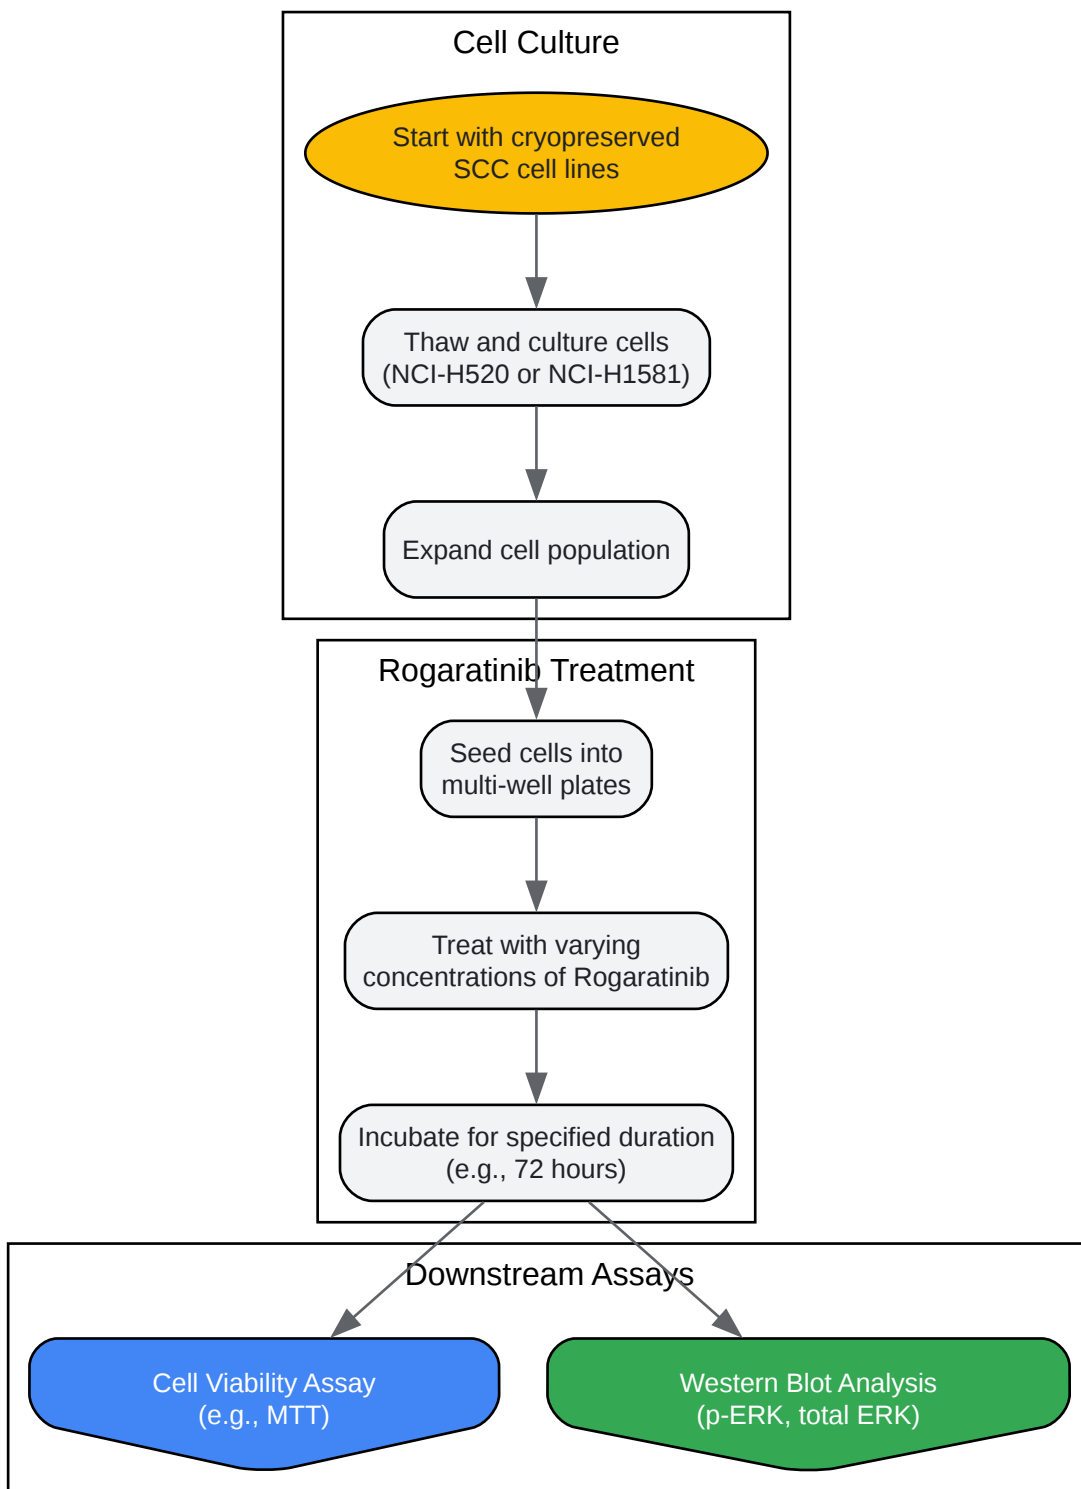 Cell Culture
Start with cryopreserved
SCC cell lines
Thaw and culture cells
(NCI-H520 or NCI-H1581)
Expand cell population
Rogaratinib Treatment
Seed cells into
multi-well plates
Treat with varying
concentrations of Rogaratinib
Incubate for specified duration
(e.g., 72 hours)
Downstream Assays
Cell Viability Assay
(e.g., MTT)
Western Blot Analysis
(p-ERK, total ERK)